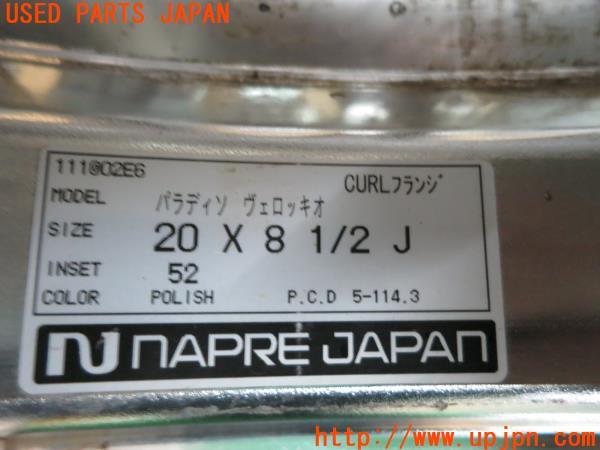 USED PARTS JAPAN
111@02E6
CURLフランジ
MODEL パラディソ ヴェロッキオ
SIZE 20 X 8 1/2 J
INSET 52
COLOR POLISH P.C.D 5-114.3
NAPRE JAPAN
http://www.upjpn.com/